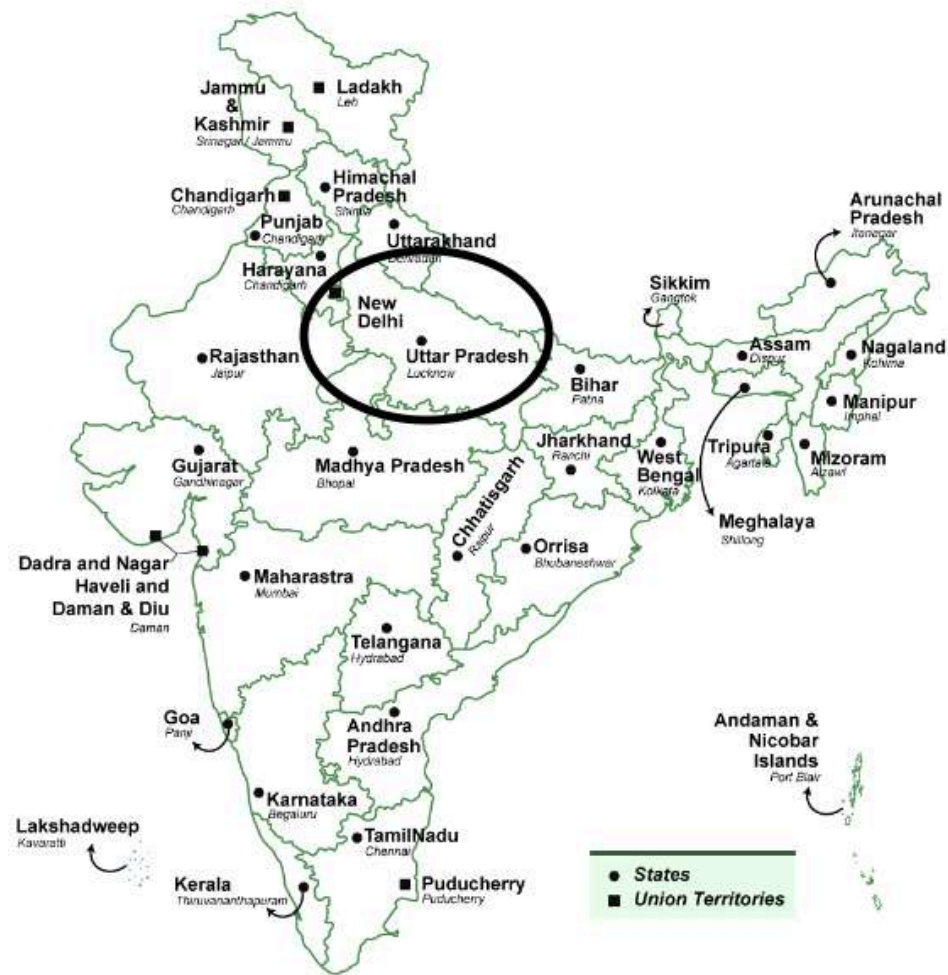 Ladakh
Leh
Jammu
&
Kashmir
Srinagar / Jammu
Himachal
Pradesh
Shimla
Chandigarh
Chandigarh
Punjab
Chandigarh
Uttarakhand
Dehradun
Harayana
Chandigarh
Arunachal
Pradesh
Itanagar
Sikkim
Gangtok
New
Delhi
Uttar Pradesh
Lucknow
Rajasthan
Jaipur
Bihar
Patna
Assam
Dispur
Nagaland
Kohima
Manipur
Imphal
Gujarat
Gandhinagar
Madhya Pradesh
Bhopal
Jharkhand
Ranchi
West
Bengal
Kolkara
Tripura
Agartala
Mizoram
Aizawl
Meghalaya
Shillong
Chhatisgarh
Raipur
Orrisa
Bhubaneshwar
Dadra and Nagar
Haveli and
Daman & Diu
Daman
Maharastra
Mumbai
Telangana
Hydrabad
Goa
Panji
Andhra
Pradesh
Hydrabad
Andaman &
Nicobar
Islands
Port Blair
Karnataka
Begaluru
Lakshadweep
Kavaratti
TamilNadu
Chennai
Kerala
Thiruvananthapuram
Puducherry
Puducherry
States
Union Territories